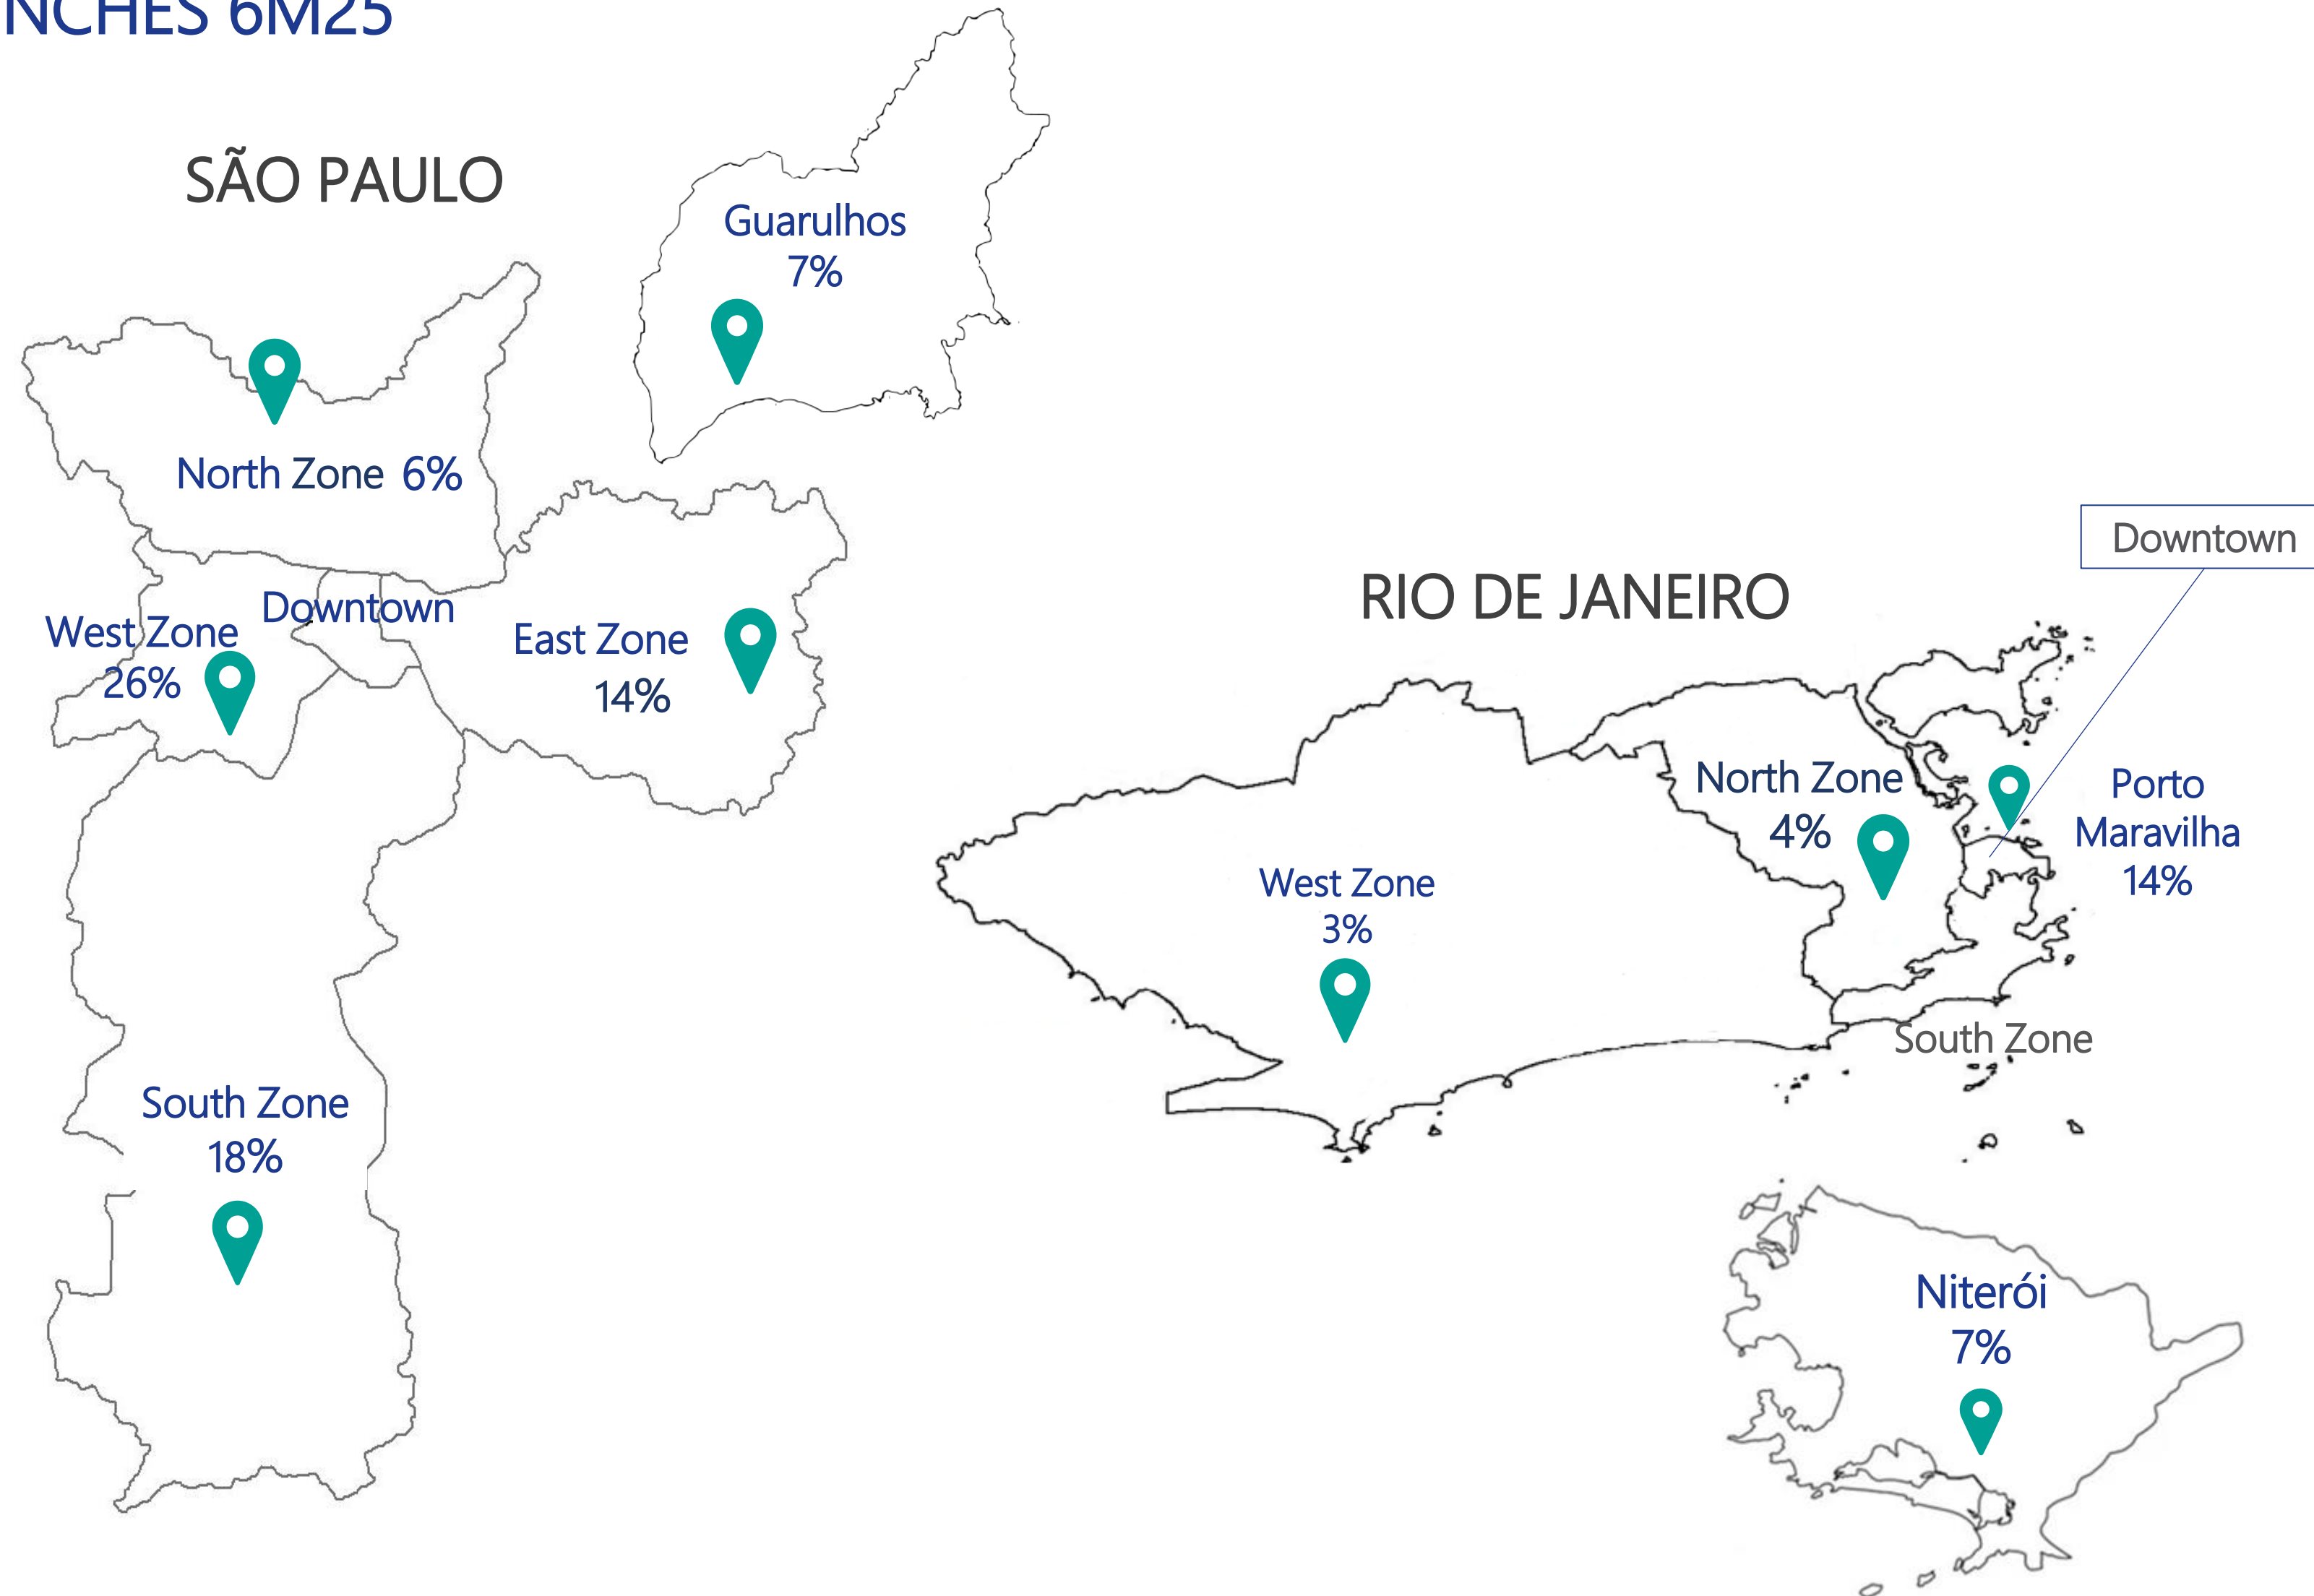 NCHES 6M25
SÃO PAULO
Guarulhos
7%
North Zone 6%
Downtown
West Zone
26%
East Zone
14%
South Zone
18%
RIO DE JANEIRO
Downtown
North Zone
4%
Porto
Maravilha
14%
West Zone
3%
South Zone
Niterói
7%